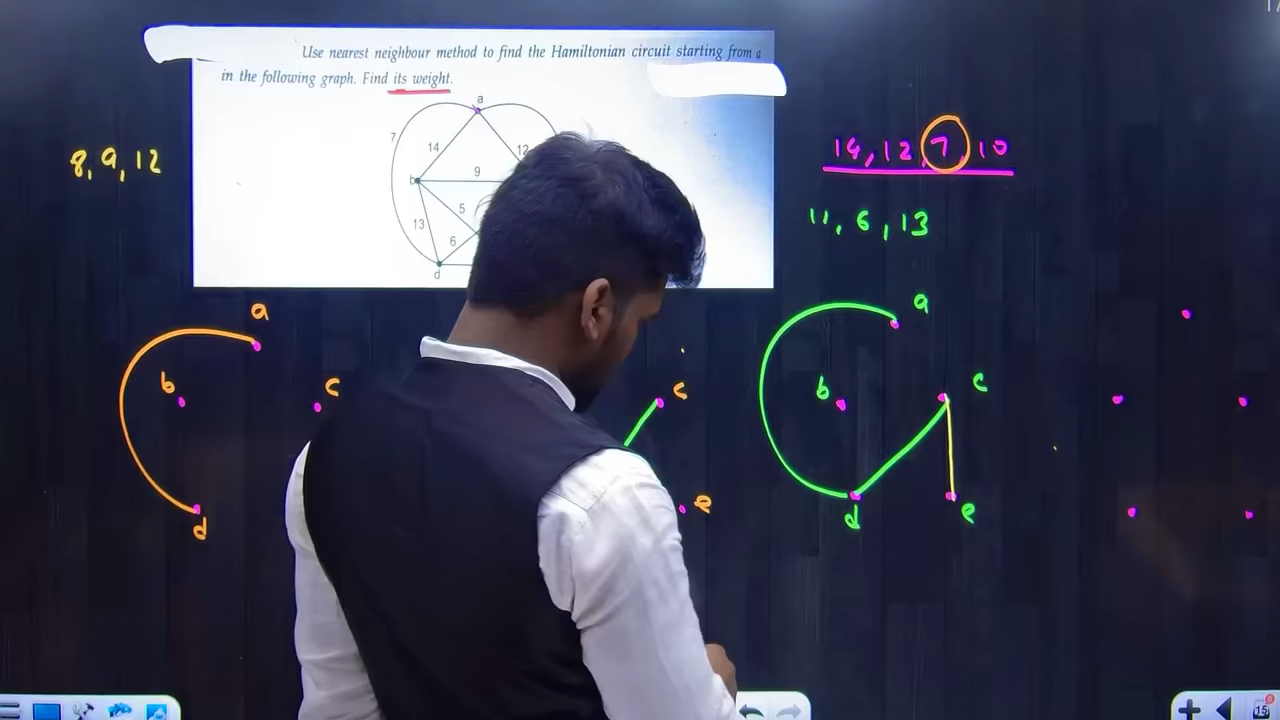 Use nearest neighbour method to find the Hamiltonian circuit starting from a
in the following graph. Find its weight.
a
7
14
12
b
9
5
13
6
d
8, 9, 12
14, 12, 7, 10
11, 6, 13
a
b
c
d
c
e
a
b
c
d
e
15